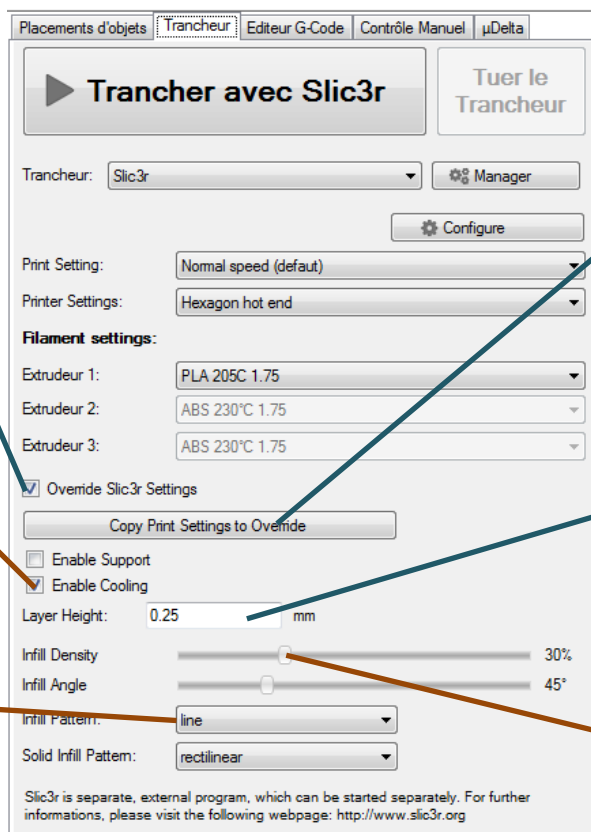 Placements d'objets Trancheur Editeur G-Code Contrôle Manuel µDelta
Trancher avec Slic3r
Tuer le
Trancheur
Trancheur: Slic3r Manager
Configure
Print Setting: Normal speed (defaut)
Printer Settings: Hexagon hot end
Filament settings:
Extrudeur 1: PLA 205C 1.75
Extrudeur 2: ABS 230°C 1.75
Extrudeur 3: ABS 230°C 1.75
Override Slic3r Settings
Copy Print Settings to Override
Enable Support
Enable Cooling
Layer Height: 0.25 mm
Infill Density 30%
Infill Angle 45°
Infill Pattern: line
Solid Infill Pattern: rectilinear
Slic3r is separate, external program, which can be started separately. For further
informations, please visit the following webpage: http://www.slic3r.org